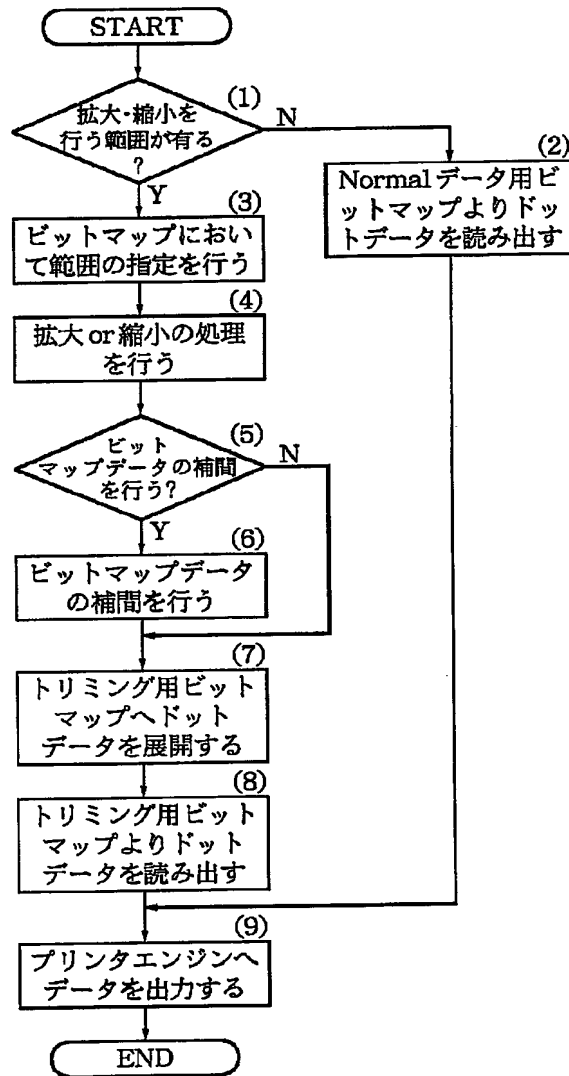 START
(1)
拡大・縮小を
行う範囲が有る
?
N
Y
(2)
Normalデータ用ビ
ットマップよりドッ
トデータを読み出す
(3)
ビットマップにおい
て範囲の指定を行う
(4)
拡大or縮小の処理
を行う
(5)
ビット
マップデータの補間
を行う?
N
Y
(6)
ビットマップデータ
の補間を行う
(7)
トリミング用ビット
マップへドット
データを展開する
(8)
トリミング用ビット
マップよりドット
データを読み出す
(9)
プリンタエンジンへ
データを出力する
END